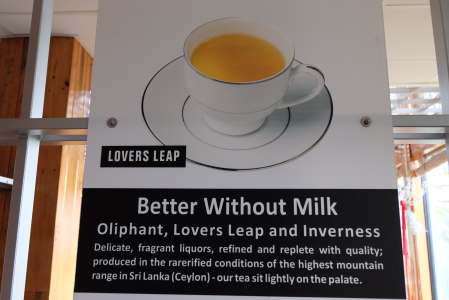 LOVERS LEAP
Better Without Milk
Oliphant, Lovers Leap and Inverness
Delicate, fragrant liquors, refined and replete with quality;
produced in the rarerified conditions of the highest mountain
range in Sri Lanka (Ceylon) - our tea sit lightly on the palate.